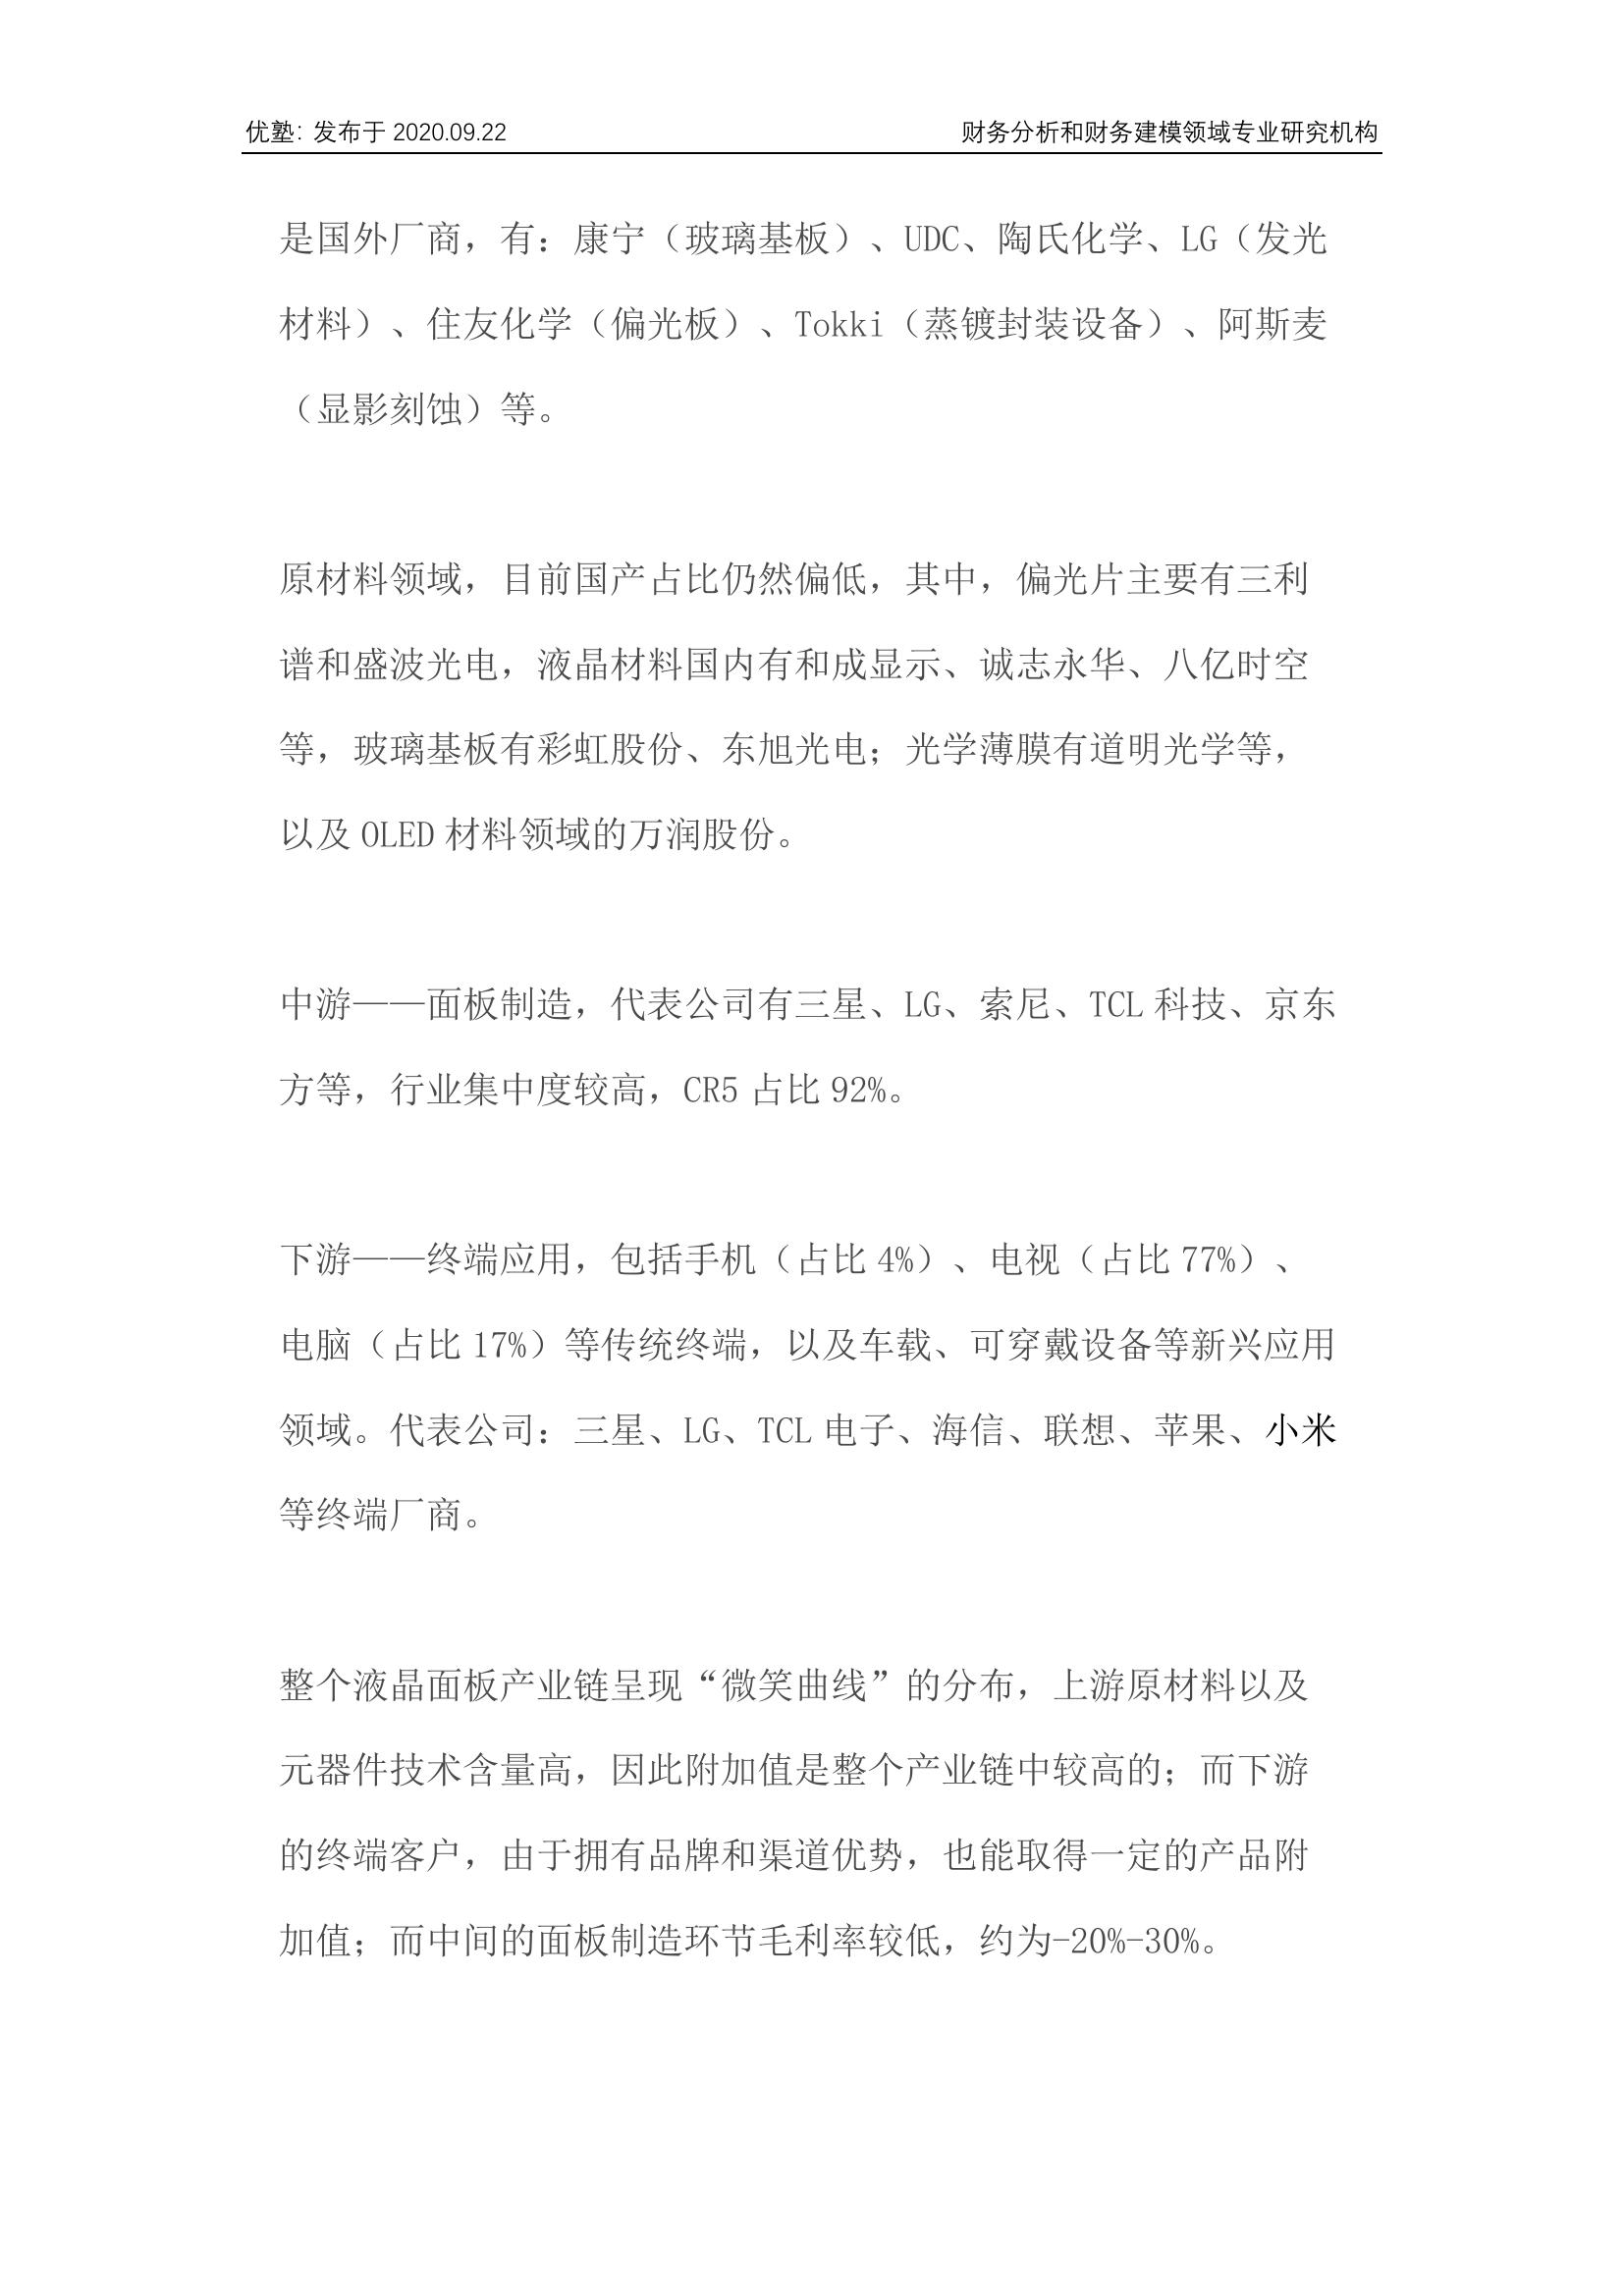 优塾：发布于 2020.09.22 财务分析和财务建模领域专业研究机构
是国外厂商，有：康宁（玻璃基板）、UDC、陶氏化学、LG（发光
材料）、住友化学（偏光板）、Tokki（蒸镀封装设备）、阿斯麦
（显影刻蚀）等。
原材料领域，目前国产占比仍然偏低，其中，偏光片主要有三利
谱和盛波光电，液晶材料国内有和成显示、诚志永华、八亿时空
等，玻璃基板有彩虹股份、东旭光电；光学薄膜有道明光学等，
以及 OLED 材料领域的万润股份。
中游——面板制造，代表公司有三星、LG、索尼、TCL 科技、京东
方等，行业集中度较高，CR5 占比 92%。
下游——终端应用，包括手机（占比 4%）、电视（占比 77%）、
电脑（占比 17%）等传统终端，以及车载、可穿戴设备等新兴应用
领域。代表公司：三星、LG、TCL 电子、海信、联想、苹果、小米
等终端厂商。
整个液晶面板产业链呈现“微笑曲线”的分布，上游原材料以及
元器件技术含量高，因此附加值是整个产业链中较高的；而下游
的终端客户，由于拥有品牌和渠道优势，也能取得一定的产品附
加值；而中间的面板制造环节毛利率较低，约为-20%-30%。